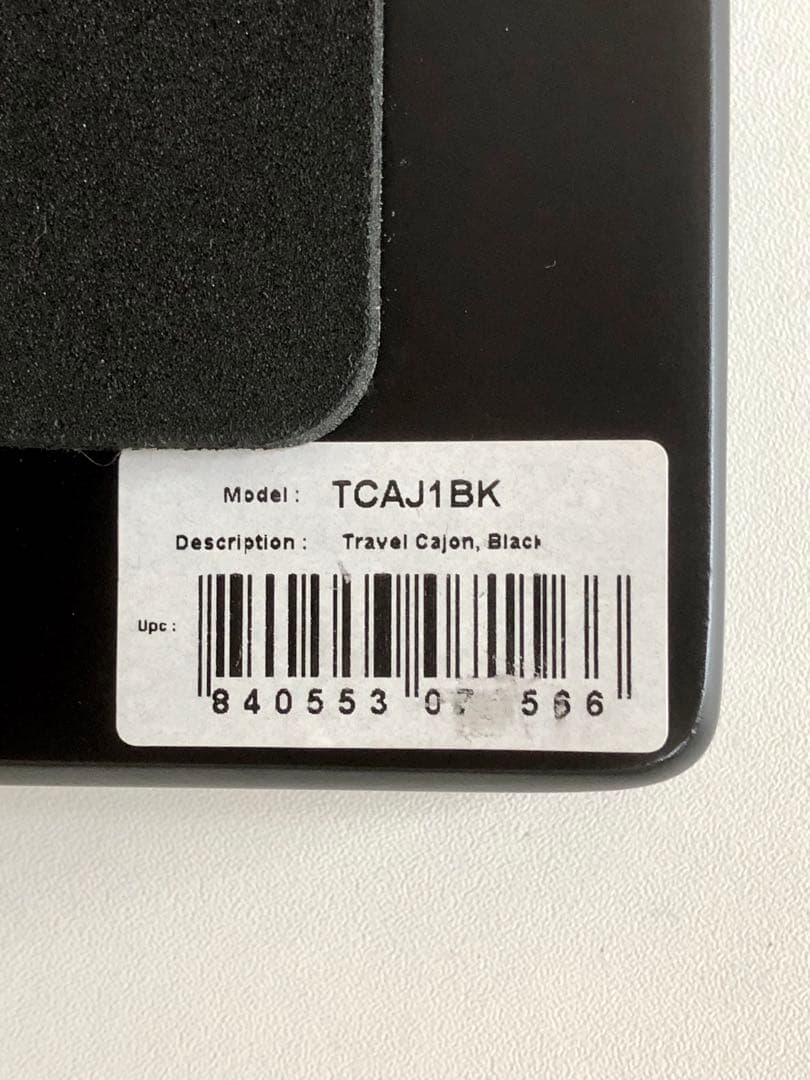 Model : TCAJ1BK
Description : Travel Cajon, Black
Upc :
840553 07 566